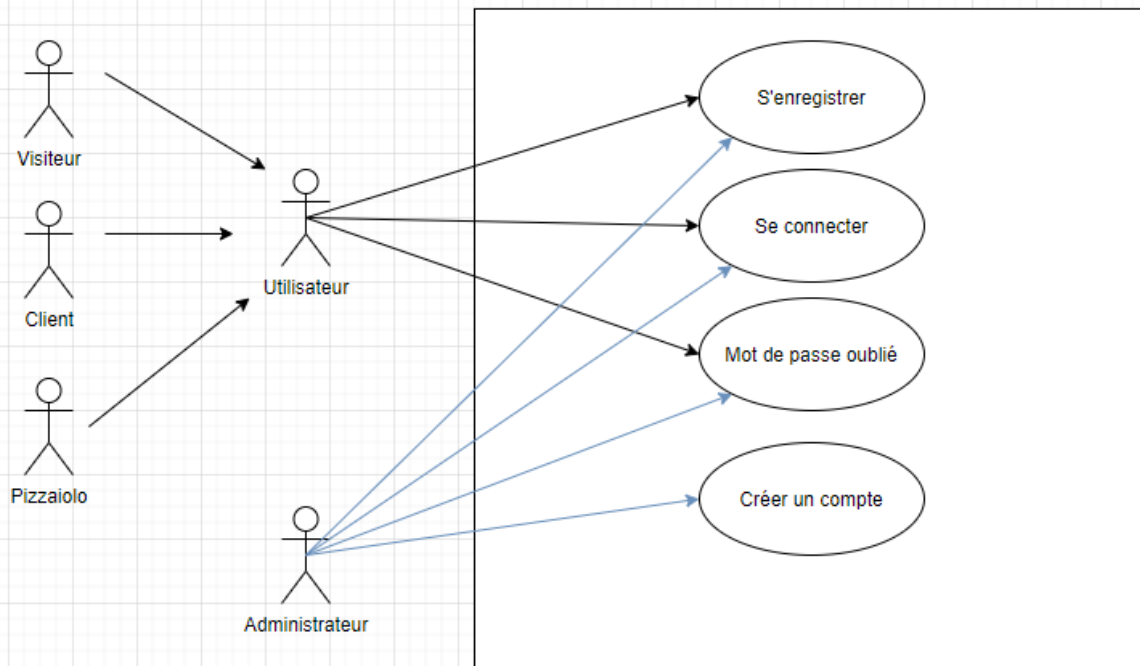 Visiteur
Client
Pizzaiolo
Utilisateur
Administrateur
S'enregistrer
Se connecter
Mot de passe oublié
Créer un compte